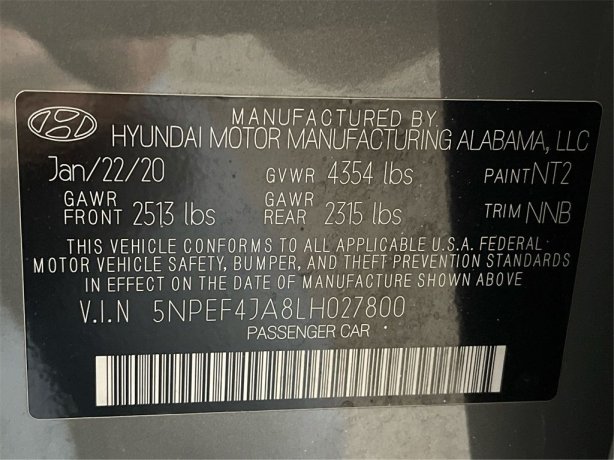 MANUFACTURED BY
HYUNDAI MOTOR MANUFACTURING ALABAMA, LLC
Jan/22/20 GVWR 4354 lbs PAINT NT2
GAWR FRONT 2513 lbs GAWR REAR 2315 lbs TRIM NNB
THIS VEHICLE CONFORMS TO ALL APPLICABLE U.S.A. FEDERAL
MOTOR VEHICLE SAFETY, BUMPER, AND THEFT PREVENTION STANDARDS
IN EFFECT ON THE DATE OF MANUFACTURE SHOWN ABOVE
V.I.N 5NPEF4JA8LH027800
PASSENGER CAR